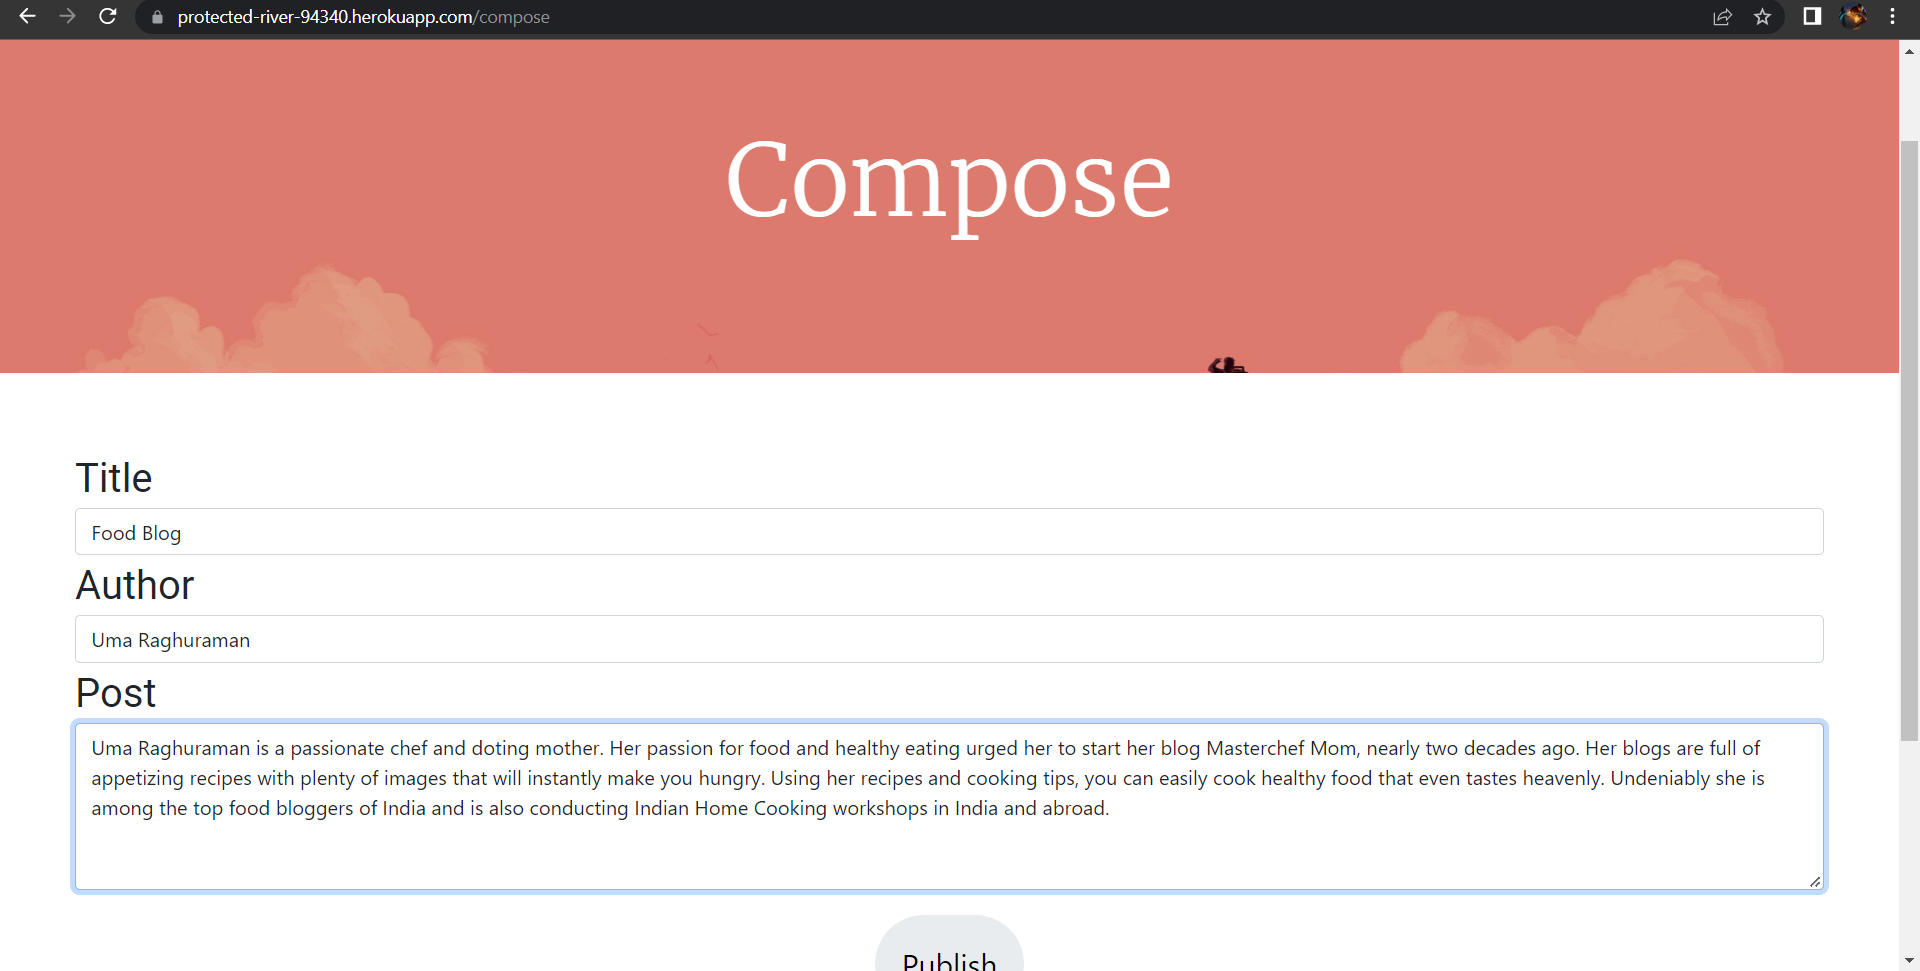 protected-river-94340.herokuapp.com/compose
Compose
Title
Food Blog
Author
Uma Raghuraman
Post
Uma Raghuraman is a passionate chef and doting mother. Her passion for food and healthy eating urged her to start her blog Masterchef Mom, nearly two decades ago. Her blogs are full of
appetizing recipes with plenty of images that will instantly make you hungry. Using her recipes and cooking tips, you can easily cook healthy food that even tastes heavenly. Undeniably she is
among the top food bloggers of India and is also conducting Indian Home Cooking workshops in India and abroad.
Publish